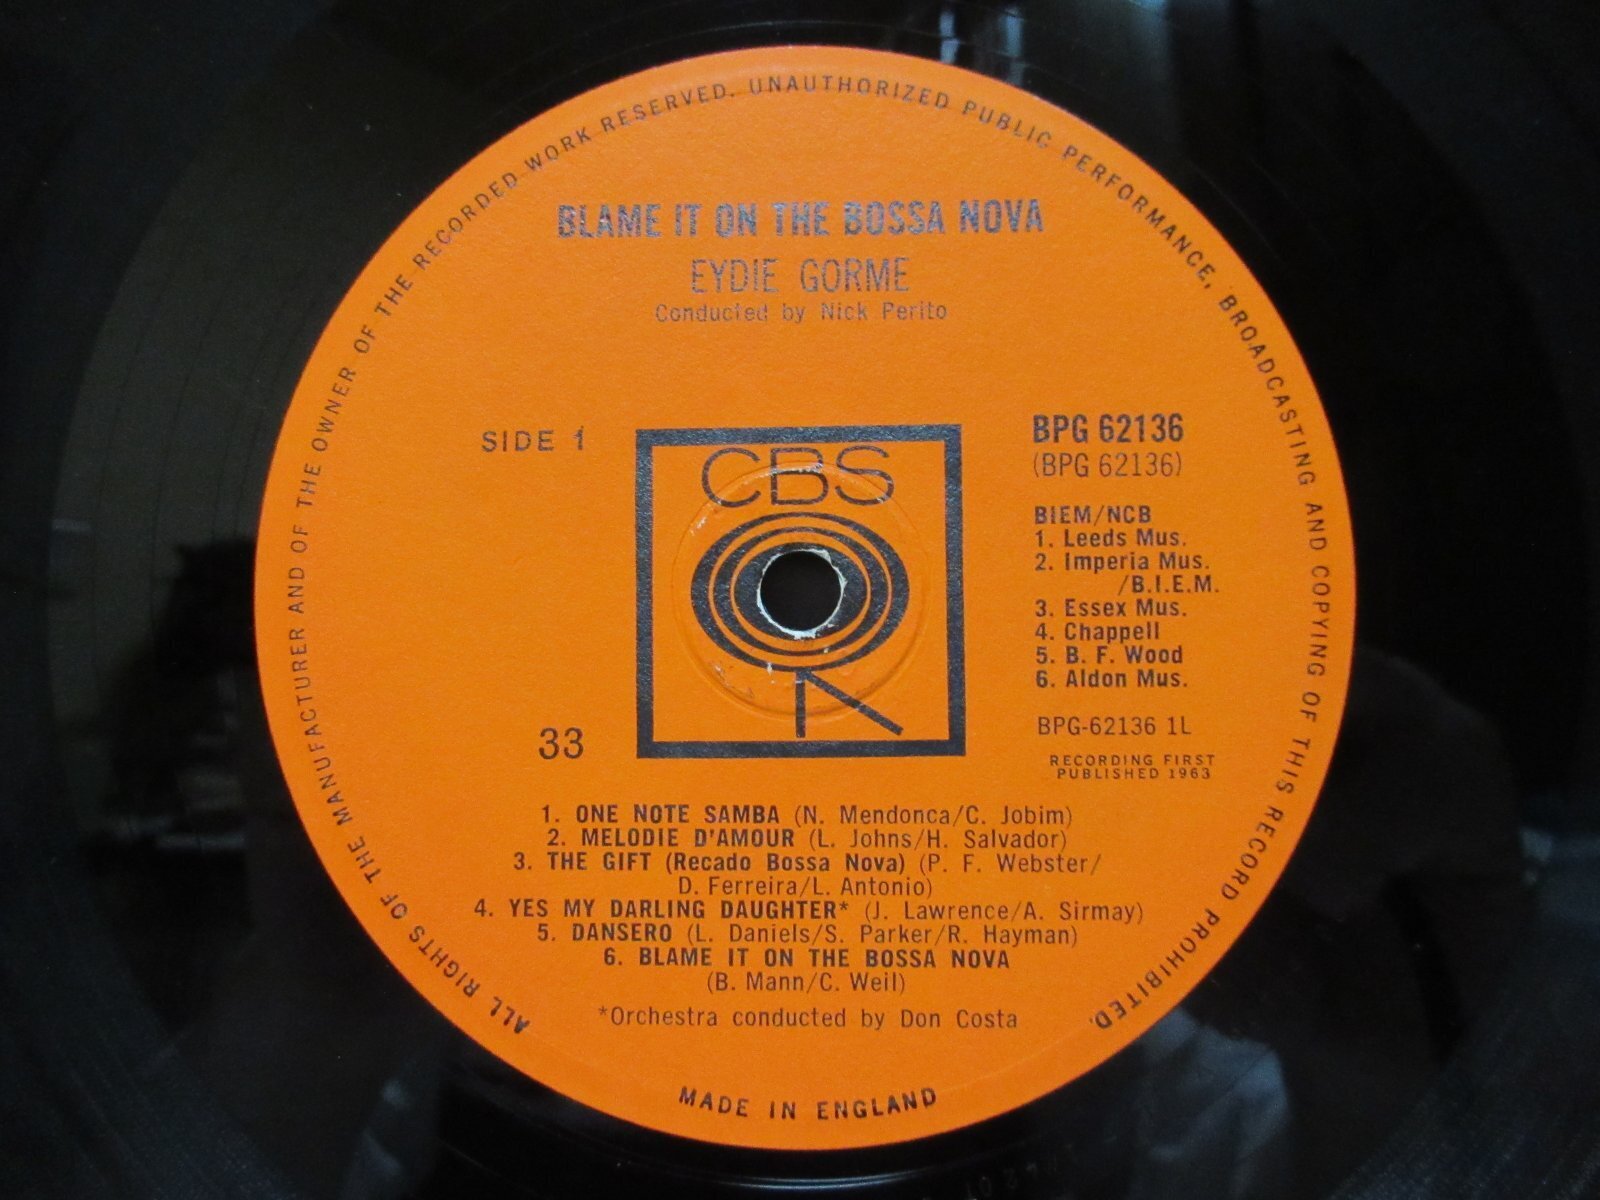 ALL RIGHTS OF THE MANUFACTURER AND OF THE OWNER OF THE RECORDED WORK RESERVED. UNAUTHORIZED PUBLIC PERFORMANCE, BROADCASTING AND COPYING OF THIS RECORD PROHIBITED.
BLAME IT ON THE BOSSA NOVA
EYDIE GORME
Conducted by Nick Perito
SIDE 1
CBS
BPG 62136
(BPG 62136)
BIEM/NCB
1. Leeds Mus.
2. Imperia Mus.
/B.I.E.M.
3. Essex Mus.
4. Chappell
5. B. F. Wood
6. Aldon Mus.
33
BPG-62136 1L
RECORDING FIRST
PUBLISHED 1963
1. ONE NOTE SAMBA (N. Mendonca/C. Jobim)
2. MELODIE D'AMOUR (L. Johns/H. Salvador)
3. THE GIFT (Recado Bossa Nova) (P. F. Webster/
D. Ferreira/L. Antonio)
4. YES MY DARLING DAUGHTER* (J. Lawrence/A. Sirmay)
5. DANSERO (L. Daniels/S. Parker/R. Hayman)
6. BLAME IT ON THE BOSSA NOVA
(B. Mann/C. Weil)
*Orchestra conducted by Don Costa
MADE IN ENGLAND